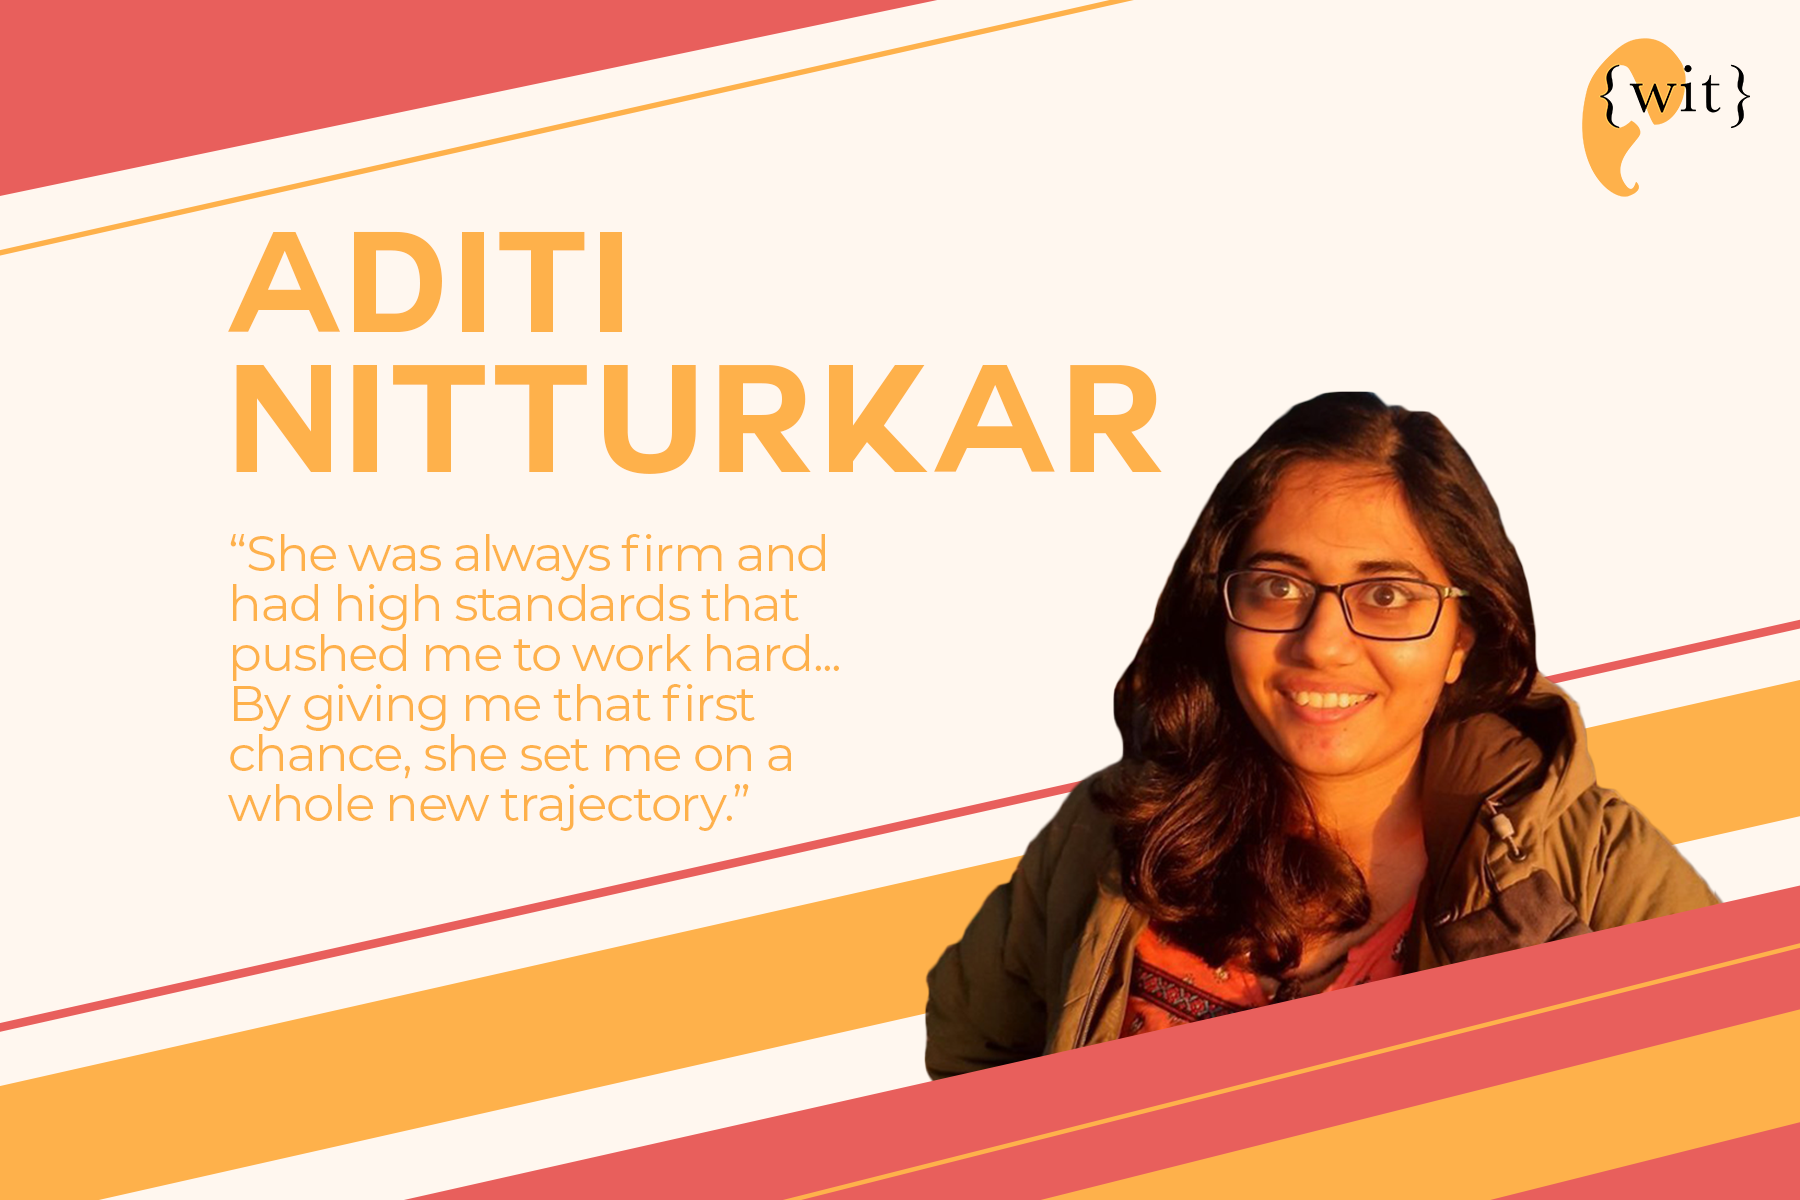 {wit}
ADITI
NITTURKAR
“She was always firm and
had high standards that
pushed me to work hard...
By giving me that first
chance, she set me on a
whole new trajectory.”